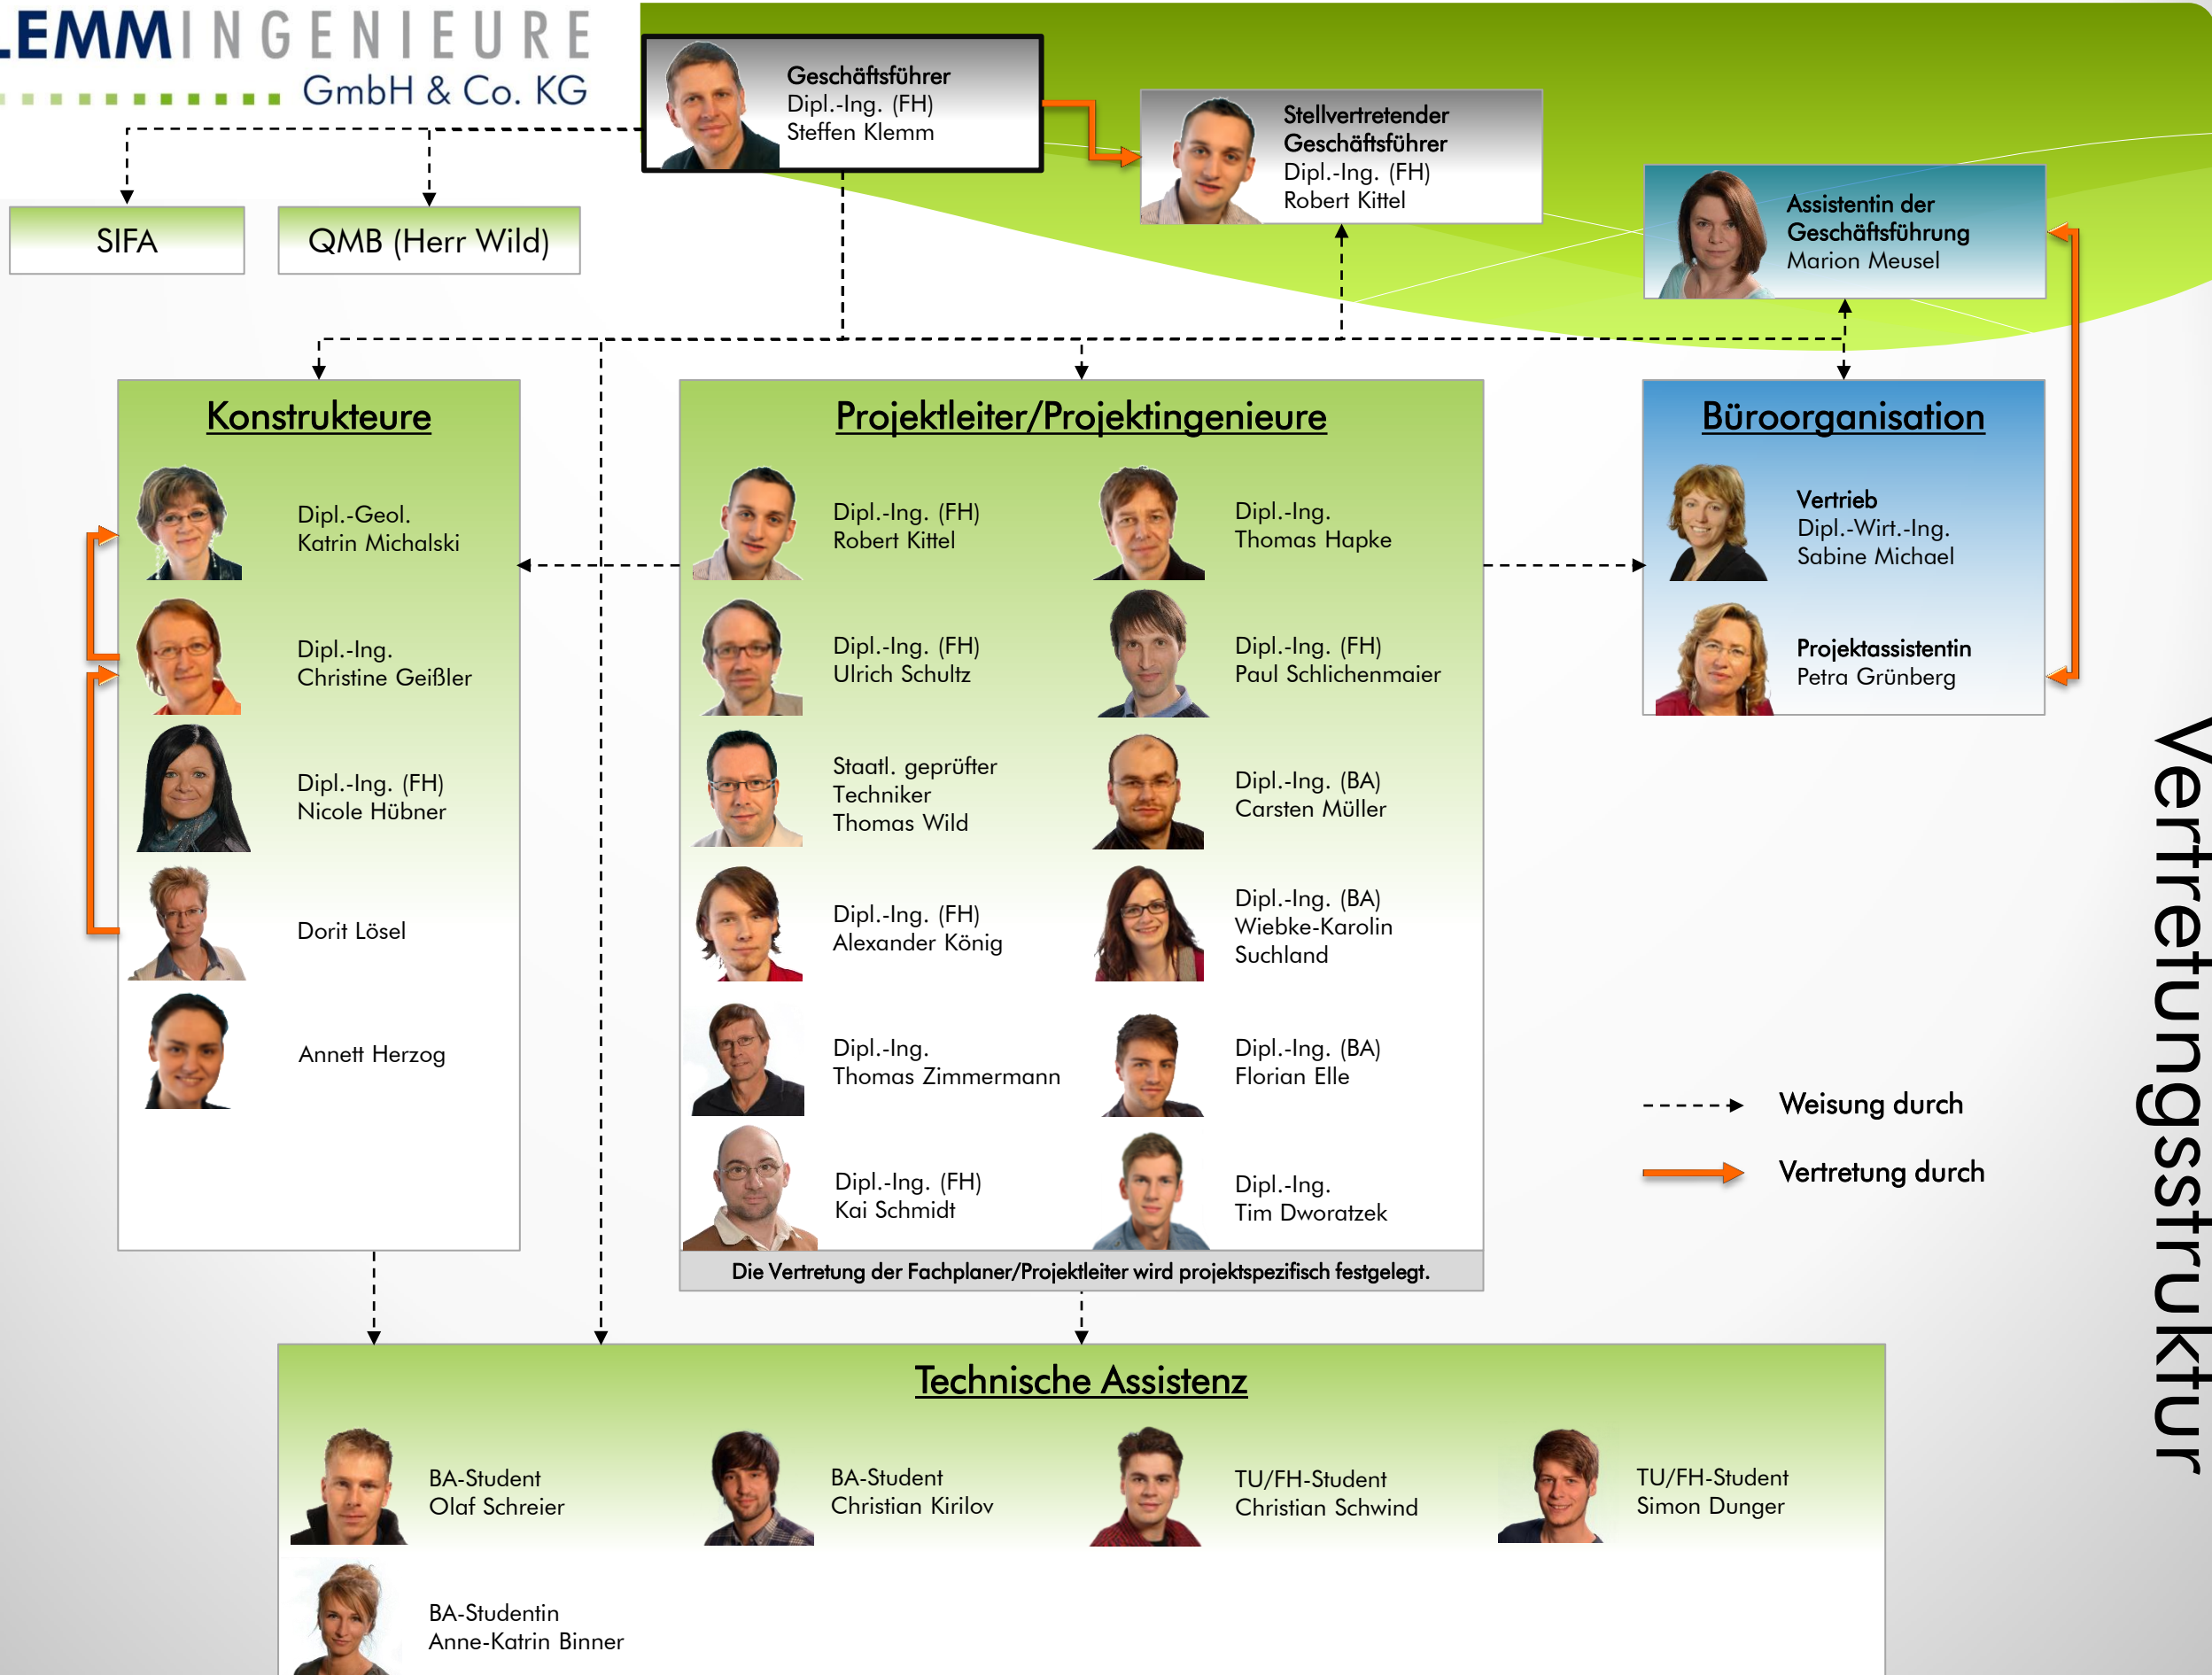 LEMMINGENIEURE
GmbH & Co. KG
Geschäftsführer
Dipl.-Ing. (FH)
Steffen Klemm
Stellvertretender
Geschäftsführer
Dipl.-Ing. (FH)
Robert Kittel
Assistentin der
Geschäftsführung
Marion Meusel
SIFA
QMB (Herr Wild)
Konstrukteure
Dipl.-Geol.
Katrin Michalski
Dipl.-Ing.
Christine Geißler
Dipl.-Ing. (FH)
Nicole Hübner
Dorit Lösel
Annett Herzog
Projektleiter/Projektingenieure
Dipl.-Ing. (FH)
Robert Kittel
Dipl.-Ing.
Thomas Hapke
Dipl.-Ing. (FH)
Ulrich Schultz
Dipl.-Ing. (FH)
Paul Schlichenmaier
Staatl. geprüfter
Techniker
Thomas Wild
Dipl.-Ing. (BA)
Carsten Müller
Dipl.-Ing. (FH)
Alexander König
Dipl.-Ing. (BA)
Wiebke-Karolin
Suchland
Dipl.-Ing.
Thomas Zimmermann
Dipl.-Ing. (BA)
Florian Elle
Dipl.-Ing. (FH)
Kai Schmidt
Dipl.-Ing.
Tim Dworatzek
Die Vertretung der Fachplaner/Projektleiter wird projektspezifisch festgelegt.
Büroorganisation
Vertrieb
Dipl.-Wirt.-Ing.
Sabine Michael
Projektassistentin
Petra Grünberg
Weisung durch
Vertretung durch
Vertretungsstruktur
Technische Assistenz
BA-Student
Olaf Schreier
BA-Student
Christian Kirilov
TU/FH-Student
Christian Schwind
TU/FH-Student
Simon Dunger
BA-Studentin
Anne-Katrin Binner